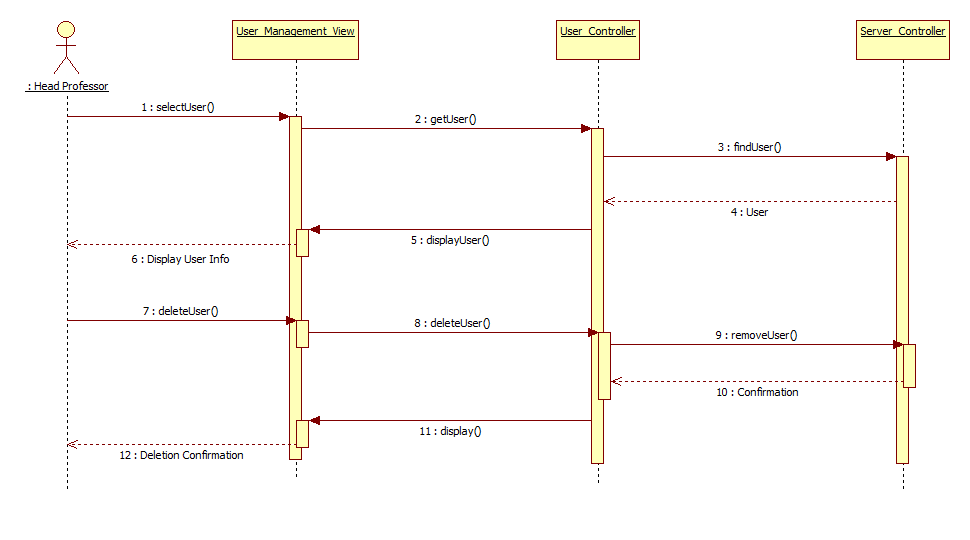 User_Management_View
User_Controller
Server_Controller
: Head Professor
1 : selectUser()
2 : getUser()
3 : findUser()
4 : User
5 : displayUser()
6 : Display User Info
7 : deleteUser()
8 : deleteUser()
9 : removeUser()
10 : Confirmation
11 : display()
12 : Deletion Confirmation